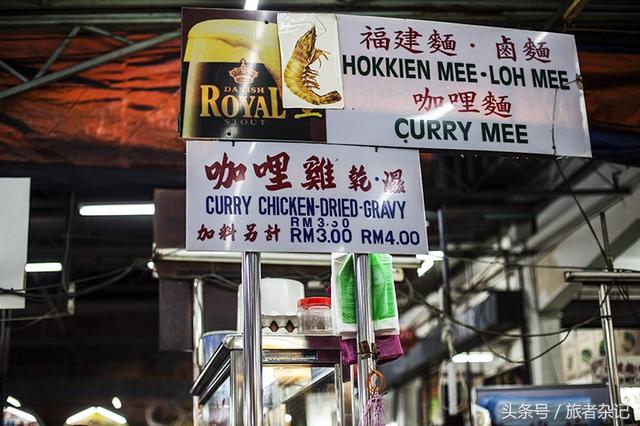 福建麵·鹵麵
HOKKIEN MEE·LOH MEE
咖哩麵
CURRY MEE
DANISH
ROYAL
STOUT
咖哩雞 乾·濕
CURRY CHICKEN-DRIED-GRAVY
RM3.50
加料另計 RM3.00 RM4.00
头条号 / 旅者杂记